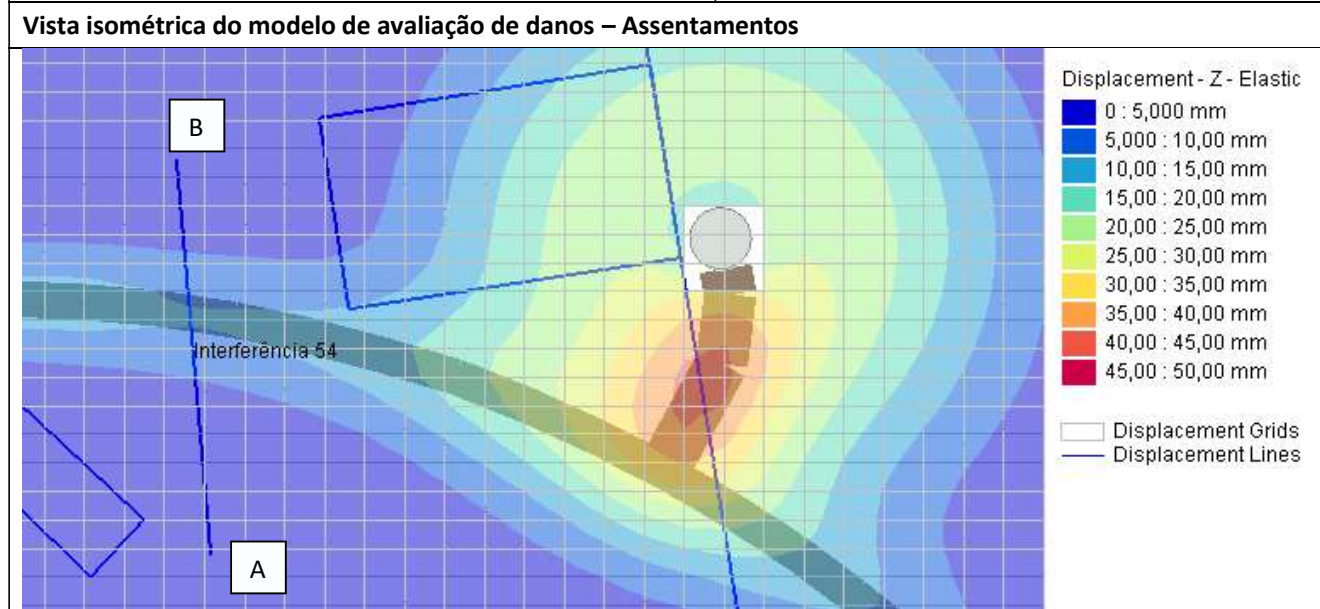 Vista isométrica do modelo de avaliação de danos – Assentamentos
B
Interferência 54
A
Displacement - Z - Elastic
0 : 5,000 mm
5,000 : 10,00 mm
10,00 : 15,00 mm
15,00 : 20,00 mm
20,00 : 25,00 mm
25,00 : 30,00 mm
30,00 : 35,00 mm
35,00 : 40,00 mm
40,00 : 45,00 mm
45,00 : 50,00 mm
Displacement Grids
Displacement Lines